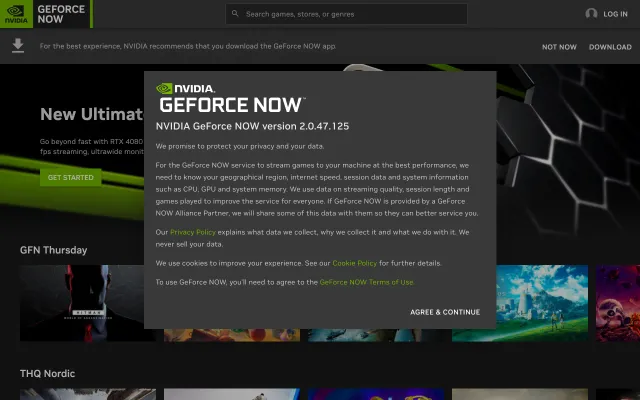 NVIDIA
GEFORCE
NOW
Search games, stores, or genres
LOG IN
For the best experience, NVIDIA recommends that you download the GeForce NOW app.
NOT NOW
DOWNLOAD
New Ultimat
Go beyond fast with RTX 4080
fps streaming, ultrawide monit
GET STARTED
NVIDIA.
GEFORCE NOW
NVIDIA GeForce NOW version 2.0.47.125
We promise to protect your privacy and your data.
For the GeForce NOW service to stream games to your machine at the best performance, we
need to know your geographical region, internet speed, session data and system information
such as CPU, GPU and system memory. We use data on streaming quality, session length and
games played to improve the service for everyone. If GeForce NOW is provided by a GeForce
NOW Alliance Partner, we will share some of this data with them so they can better service you.
Our Privacy Policy explains what data we collect, why we collect it and what we do with it. We
never sell your data.
We use cookies to improve your experience. See our Cookie Policy for further details.
To use GeForce NOW, you'll need to agree to the GeForce NOW Terms of Use.
AGREE & CONTINUE
GFN Thursday
HITMAN
WORLD OF ASSASSINATION
THQ Nordic